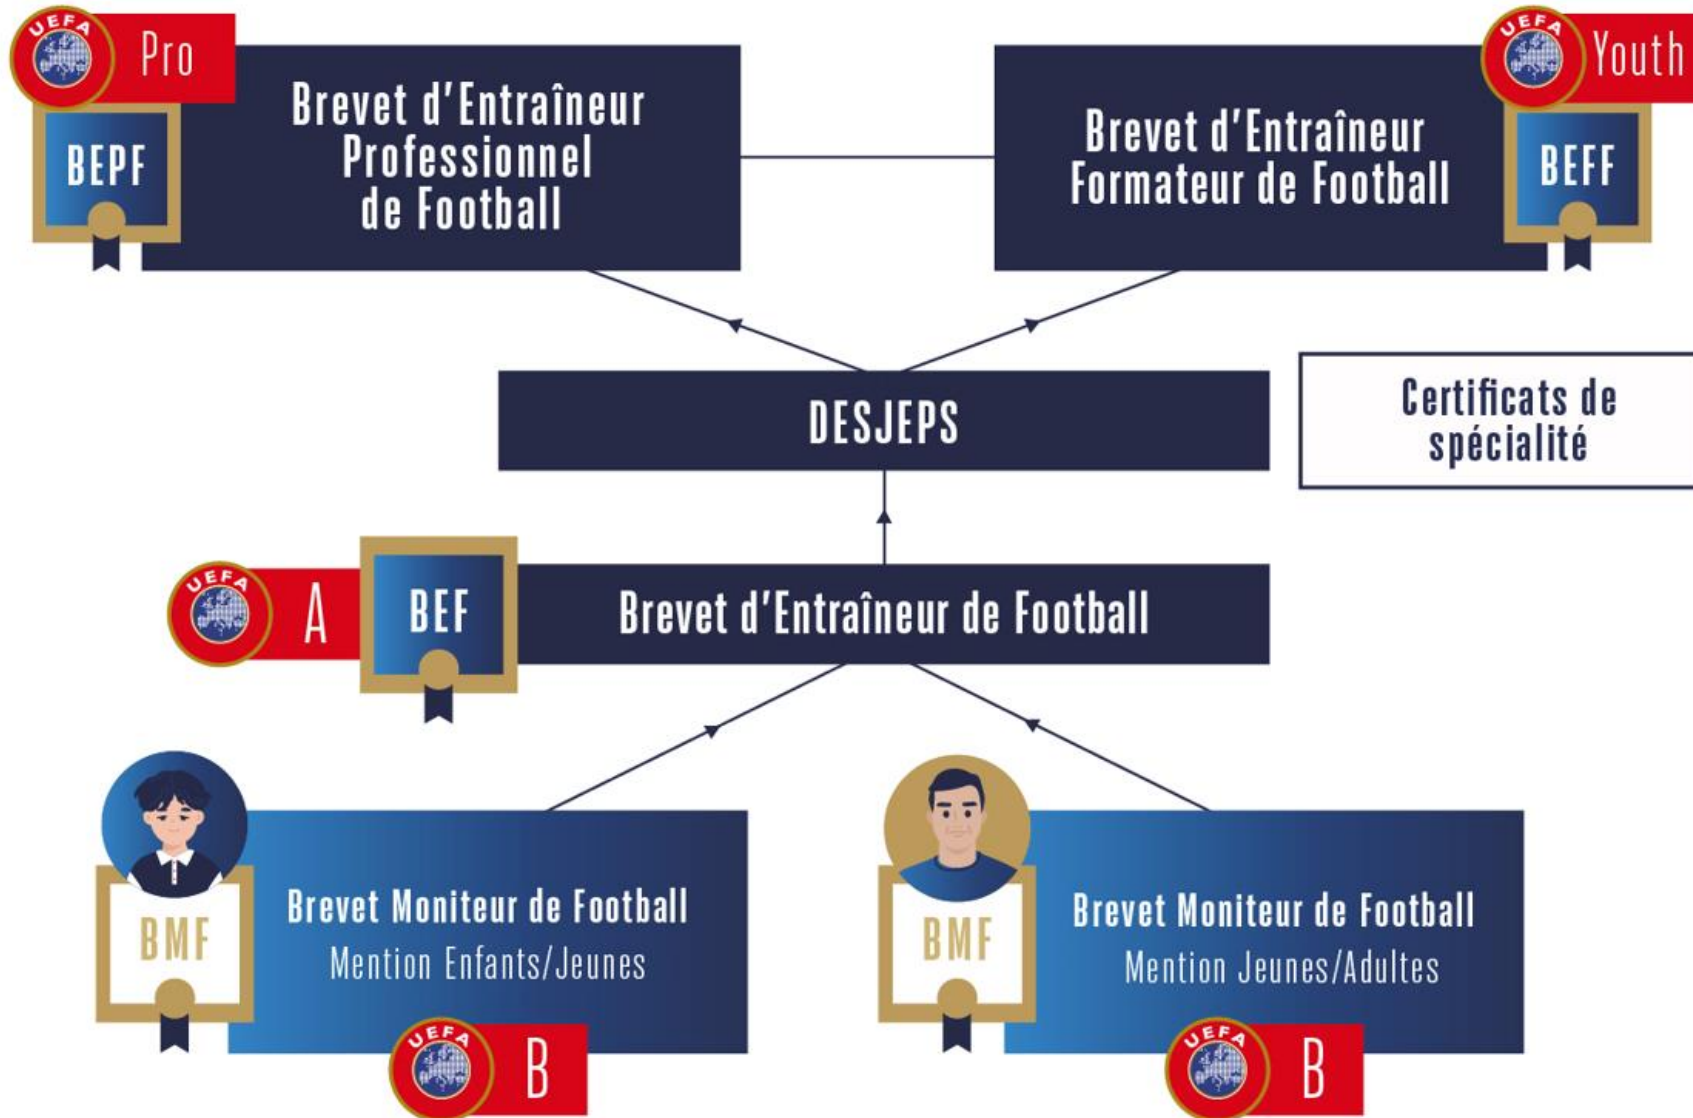 UEFA
Pro
BEPF
Brevet d'Entraîneur
Professionnel
de Football
Brevet d'Entraîneur
Formateur de Football
UEFA
Youth
BEFF
DESJEPS
Certificats de
spécialité
UEFA
A
BEF
Brevet d'Entraîneur de Football
BMF
Brevet Moniteur de Football
Mention Enfants/Jeunes
UEFA
B
BMF
Brevet Moniteur de Football
Mention Jeunes/Adultes
UEFA
B